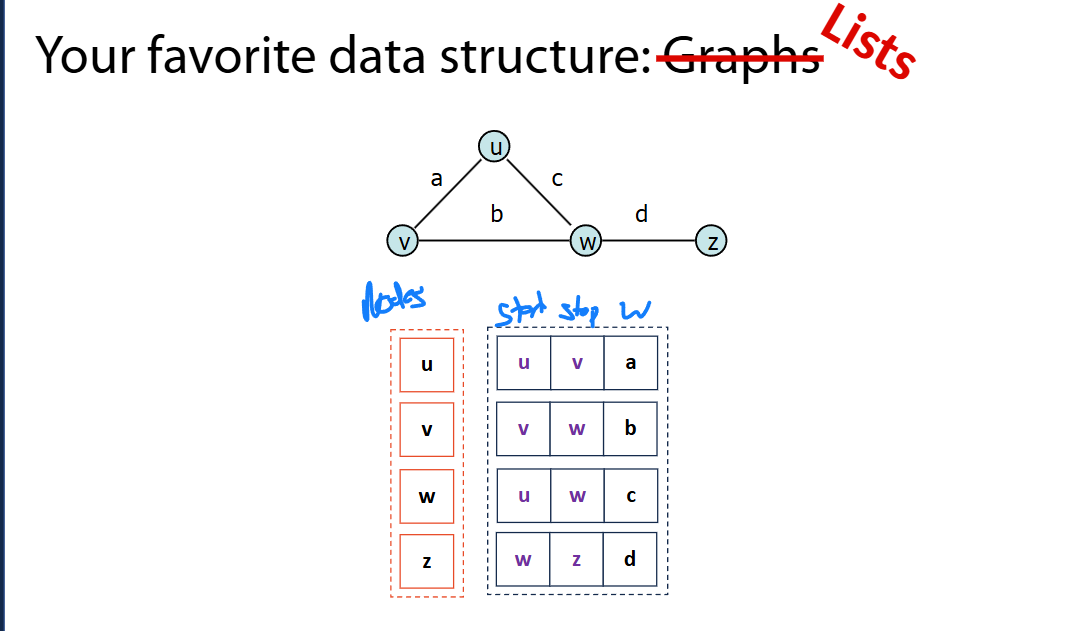 Your favorite data structure: Graphs Lists
u
a c
b d
v w z
Nodes
start stop w
u u v a
v v w b
w u w c
z w z d